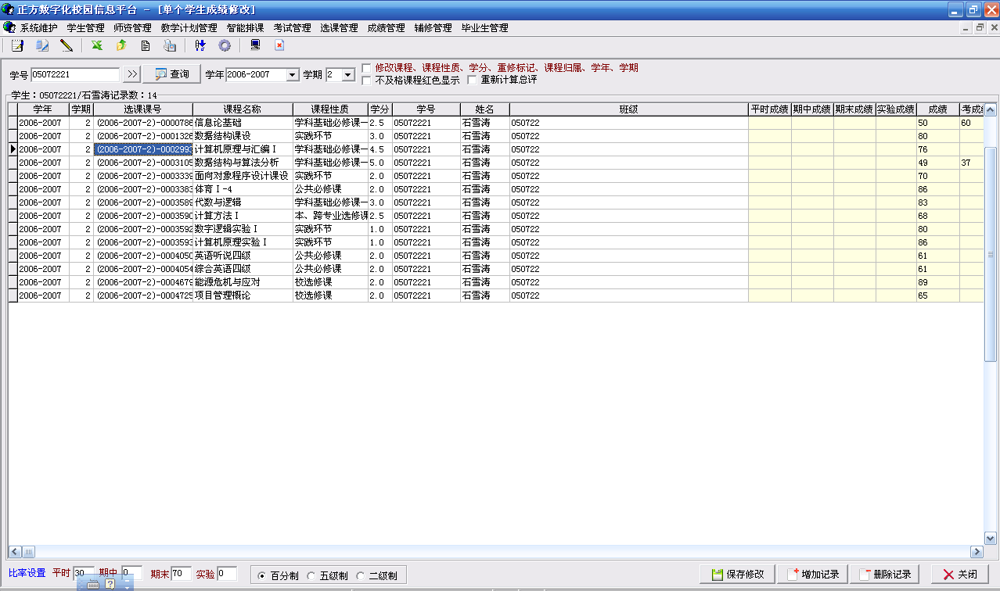 正方数字化校园信息平台 - [单个学生成绩修改]
系统维护 学生管理 师资管理 教学计划管理 智能排课 考试管理 选课管理 成绩管理 辅修管理 毕业生管理
修改课程、课程性质、学分、重修标记、课程归属、学年、学期
学号 05072221 >> 查询 学年 2006-2007 学期 2
不及格课程红色显示 重新计算总评
学生：05072221/石雪涛记录数：14
学年 学期 选课课号 课程名称 课程性质 学分 学号 姓名 班级 平时成绩 期中成绩 期末成绩 实验成绩 成绩 考成绩
2006-2007 2 (2006-2007-2)-0000786 信息论基础 学科基础必修课一 2.5 05072221 石雪涛 050722 50 60
2006-2007 2 (2006-2007-2)-0001326 数据结构课设 实践环节 3.0 05072221 石雪涛 050722 80
2006-2007 2 (2006-2007-2)-0002993 计算机原理与汇编Ⅰ 学科基础必修课一 4.5 05072221 石雪涛 050722 76
2006-2007 2 (2006-2007-2)-0003105 数据结构与算法分析 学科基础必修课一 5.0 05072221 石雪涛 050722 49 37
2006-2007 2 (2006-2007-2)-0003339 面向对象程序设计课设 实践环节 2.0 05072221 石雪涛 050722 70
2006-2007 2 (2006-2007-2)-0003383 体育Ⅰ-4 公共必修课 2.0 05072221 石雪涛 050722 86
2006-2007 2 (2006-2007-2)-0003589 代数与逻辑 学科基础必修课一 3.0 05072221 石雪涛 050722 83
2006-2007 2 (2006-2007-2)-0003590 计算方法Ⅰ 本、跨专业选修课 2.5 05072221 石雪涛 050722 68
2006-2007 2 (2006-2007-2)-0003592 数字逻辑实验Ⅰ 实践环节 1.0 05072221 石雪涛 050722 80
2006-2007 2 (2006-2007-2)-0003593 计算机原理实验Ⅰ 实践环节 1.0 05072221 石雪涛 050722 86
2006-2007 2 (2006-2007-2)-0004050 英语听说四级 公共必修课 2.0 05072221 石雪涛 050722 61
2006-2007 2 (2006-2007-2)-0004054 综合英语四级 公共必修课 2.0 05072221 石雪涛 050722 61
2006-2007 2 (2006-2007-2)-0004679 能源危机与应对 校选修课 2.0 05072221 石雪涛 050722 89
2006-2007 2 (2006-2007-2)-0004725 项目管理概论 校选修课 2.0 05072221 石雪涛 050722 65
比率设置 平时 30 期中 0 期末 70 实验 0 百分制 五级制 二级制 保存修改 增加记录 删除记录 关闭